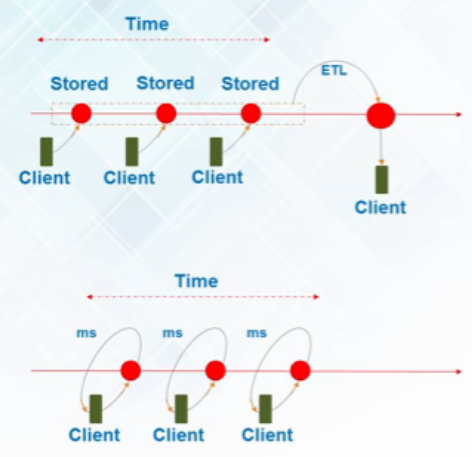 Time
ETL
Stored Stored Stored
Client Client Client
Client
Time
ms ms ms
Client Client Client